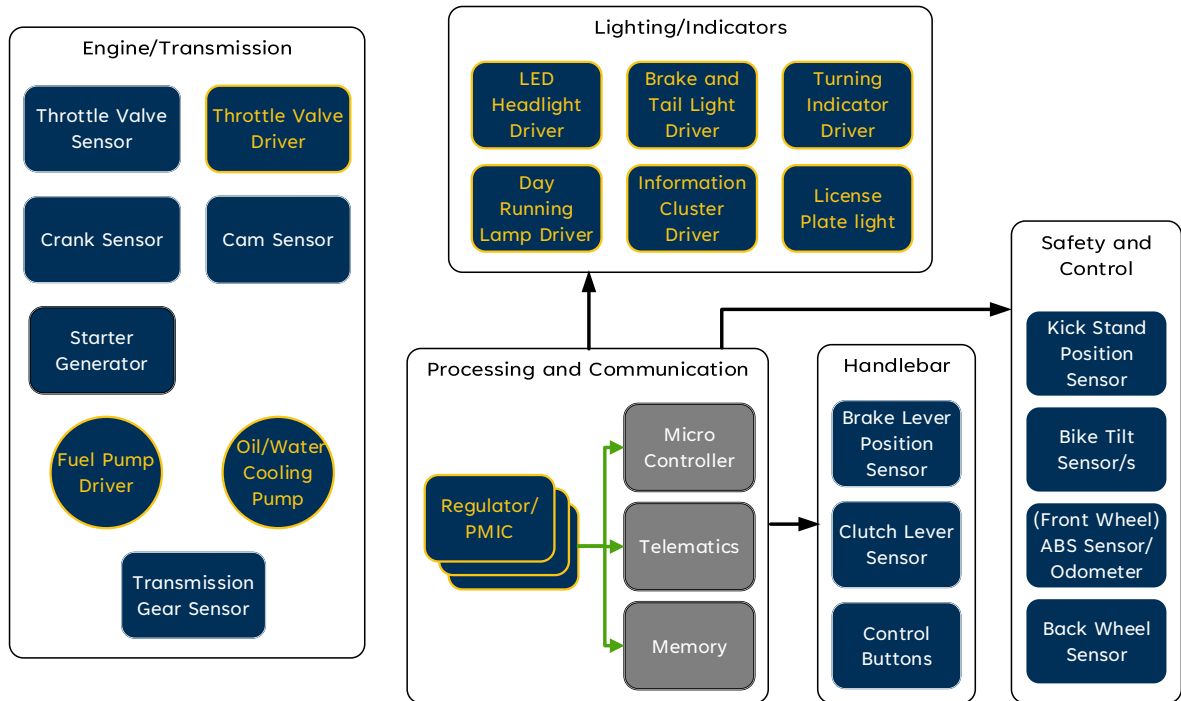 Engine/Transmission
Throttle Valve
Sensor
Throttle Valve
Driver
Crank Sensor
Cam Sensor
Starter
Generator
Fuel Pump
Driver
Oil/Water
Cooling
Pump
Transmission
Gear Sensor
Lighting/Indicators
LED
Headlight
Driver
Brake and
Tail Light
Driver
Turning
Indicator
Driver
Day
Running
Lamp Driver
Information
Cluster
Driver
License
Plate light
Processing and Communication
Regulator/
PMIC
Micro
Controller
Telematics
Memory
Handlebar
Brake Lever
Position
Sensor
Clutch Lever
Sensor
Control
Buttons
Safety and
Control
Kick Stand
Position
Sensor
Bike Tilt
Sensor/s
(Front Wheel)
ABS Sensor/
Odometer
Back Wheel
Sensor